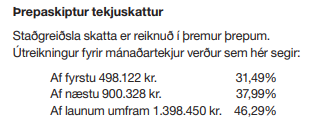 Þrepaskiptur tekjuskattur
Staðgreiðsla skatta er reiknuð í þremur þrepum.
Útreikningur fyrir mánaðartekjur verður sem hér segir:
Af fyrstu 498.122 kr. 31,49%
Af næstu 900.328 kr. 37,99%
Af launum umfram 1.398.450 kr. 46,29%